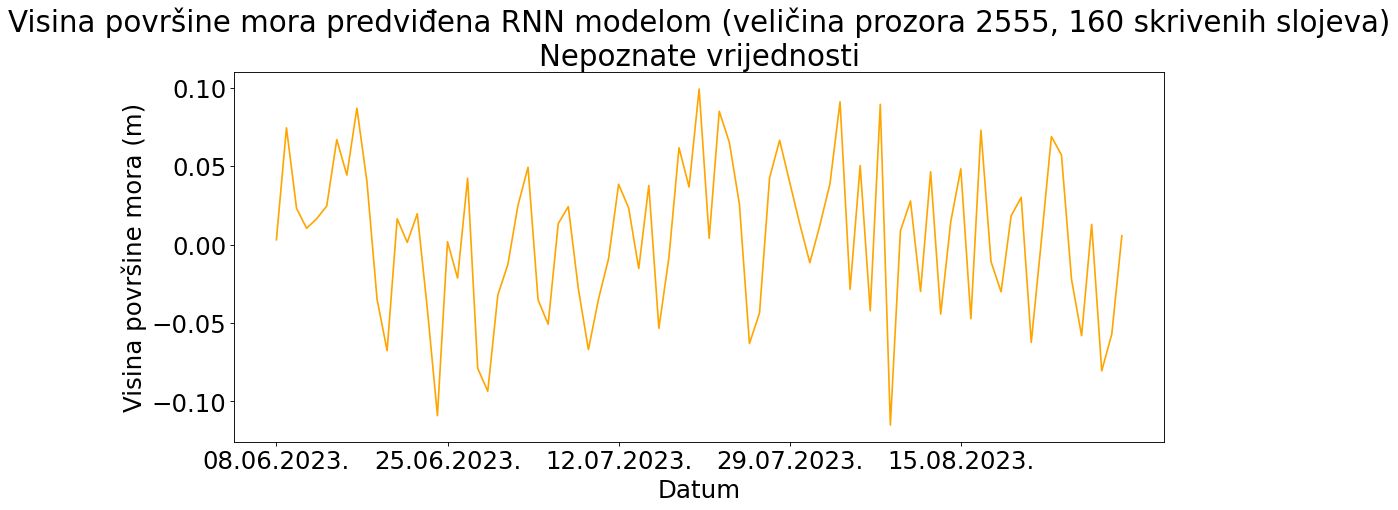 Visina površine mora predviđena RNN modelom (veličina prozora 2555, 160 skrivenih slojeva)
Nepoznate vrijednosti
Visina površine mora (m)
0.10
0.05
0.00
−0.05
−0.10
08.06.2023. 25.06.2023. 12.07.2023. 29.07.2023. 15.08.2023.
Datum